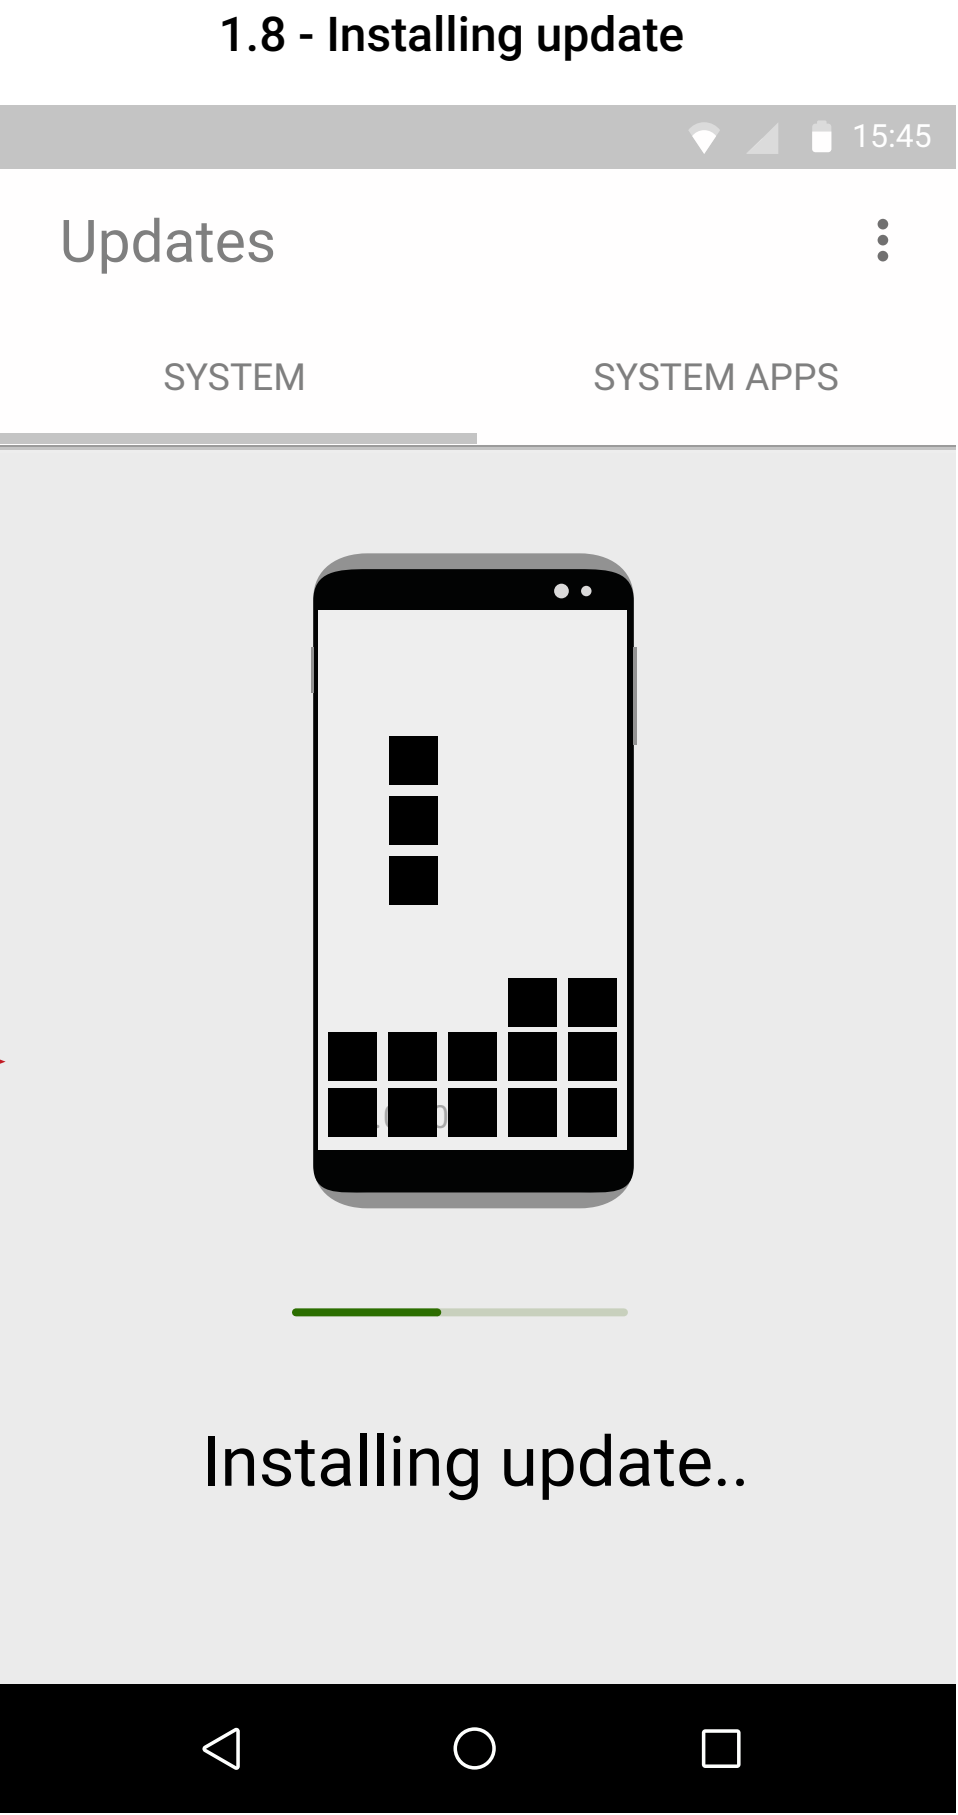 1.8 - Installing update
15:45
Updates
SYSTEM
SYSTEM APPS
Installing update..